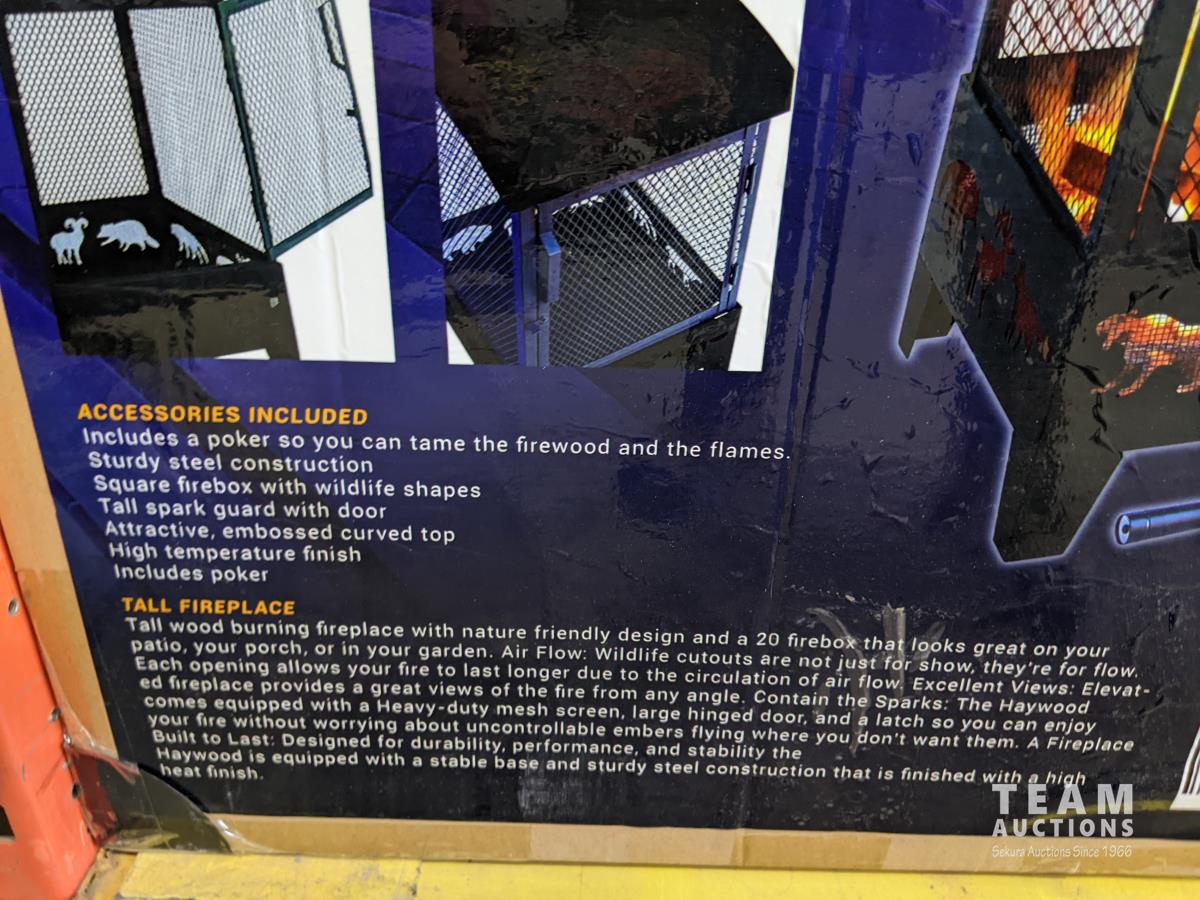 ACCESSORIES INCLUDED
Includes a poker so you can tame the firewood and the flames.
Sturdy steel construction
Square firebox with wildlife shapes
Tall spark guard with door
Attractive, embossed curved top
High temperature finish
Includes poker
TALL FIREPLACE
Tall wood burning fireplace with nature friendly design and a 20 firebox that looks great on your
patio, your porch, or in your garden. Air Flow: Wildlife cutouts are not just for show, they're for flow.
Each opening allows your fire to last longer due to the circulation of air flow. Excellent Views: Elevat-
ed fireplace provides a great views of the fire from any angle. Contain the Sparks: The Haywood
comes equipped with a Heavy-duty mesh screen, large hinged door, and a latch so you can enjoy
your fire without worrying about uncontrollable embers flying where you don't want them. A Fireplace
Built to Last: Designed for durability, performance, and stability the
Haywood is equipped with a stable base and sturdy steel construction that is finished with a high
heat finish.
TEAM
AUCTIONS
Sekura Auctions Since 1966